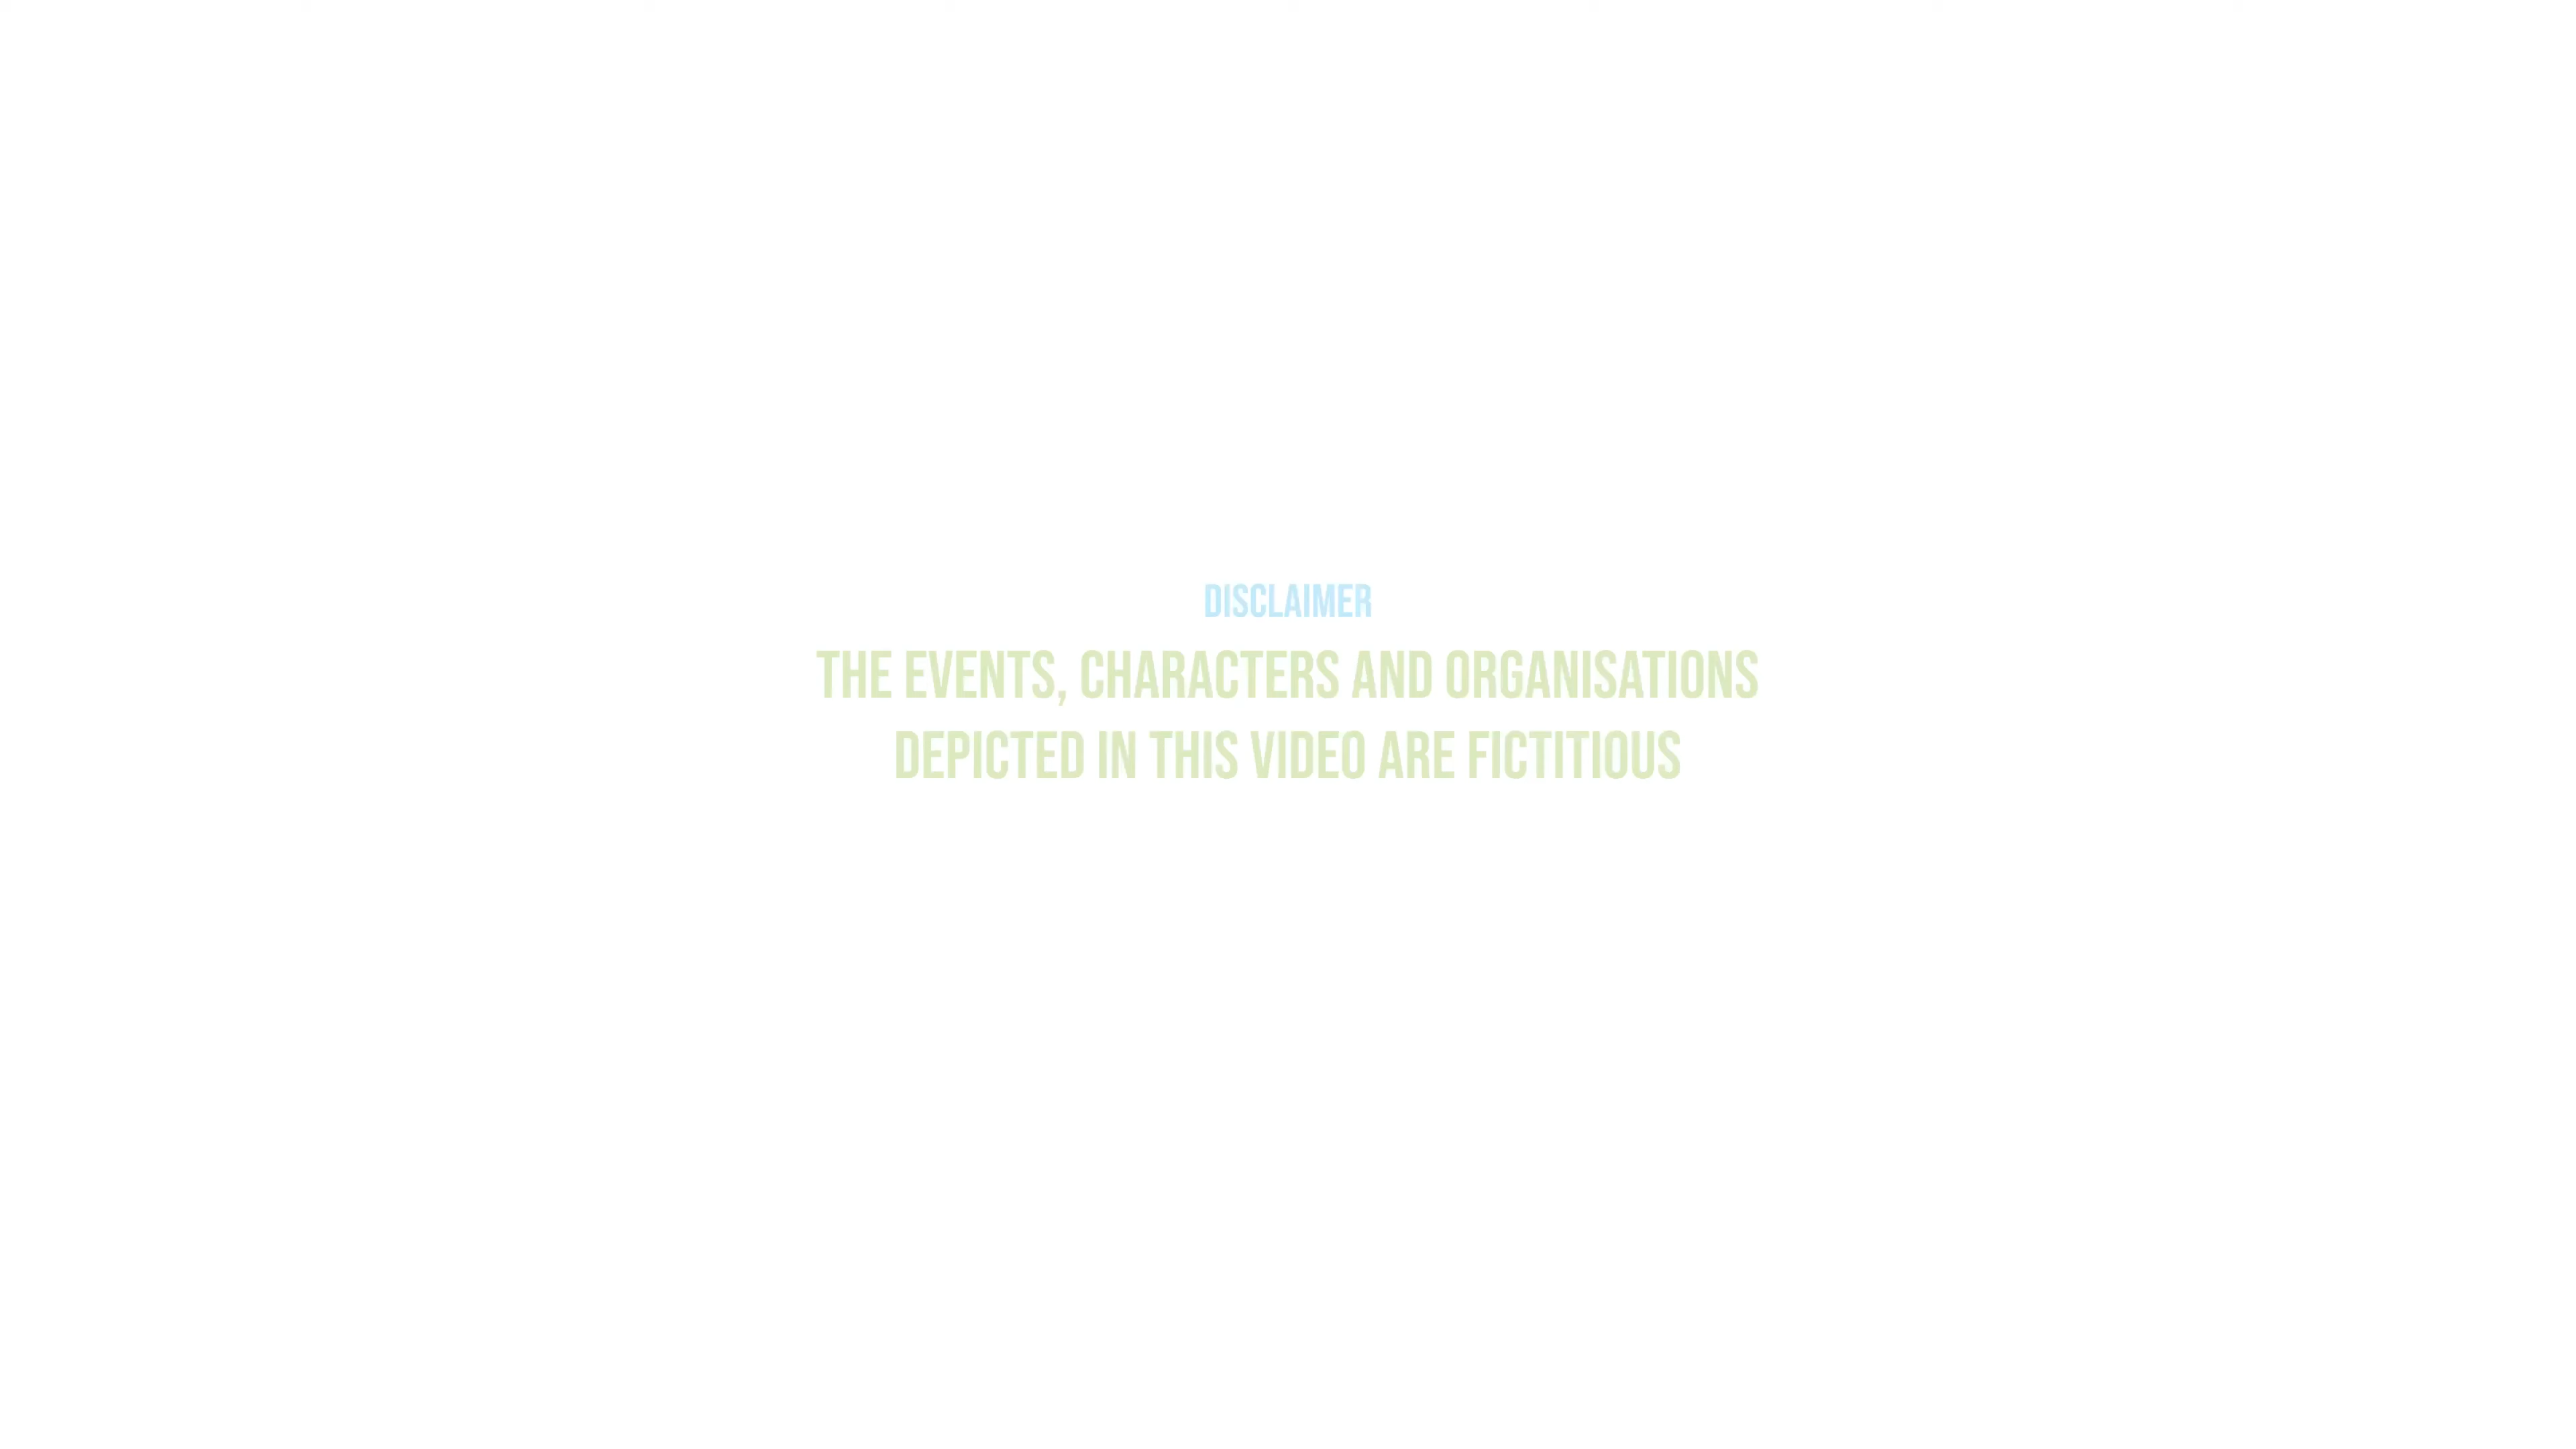 DISCLAIMER
THE EVENTS, CHARACTERS AND ORGANISATIONS
DEPICTED IN THIS VIDEO ARE FICTITIOUS